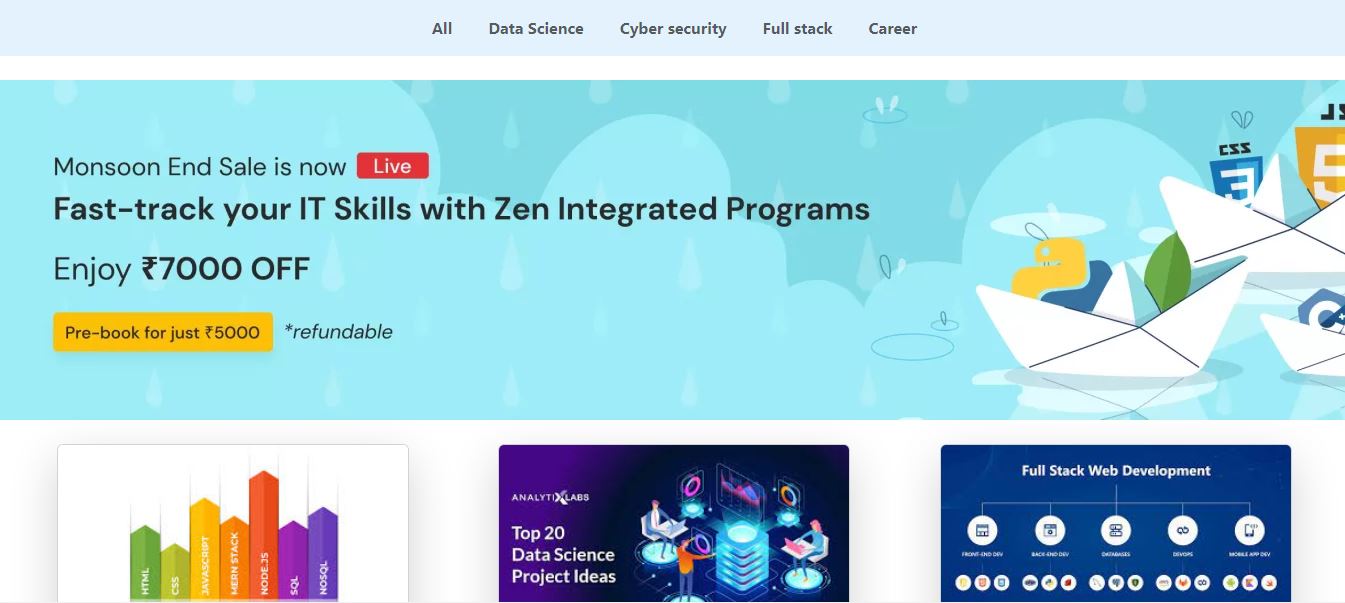 All Data Science Cyber security Full stack Career
Monsoon End Sale is now Live
Fast-track your IT Skills with Zen Integrated Programs
Enjoy ₹7000 OFF
Pre-book for just ₹5000 *refundable
CSS
3
JS
5
HTML
CSS
JAVASCRIPT
MERN STACK
NODE.JS
SQL
NOSQL
ANALYTIXLABS
Top 20
Data Science
Project Ideas
Full Stack Web Development
FRONT-END DEV BACK-END DEV DATABASES DEVOPS MOBILE APP DEV